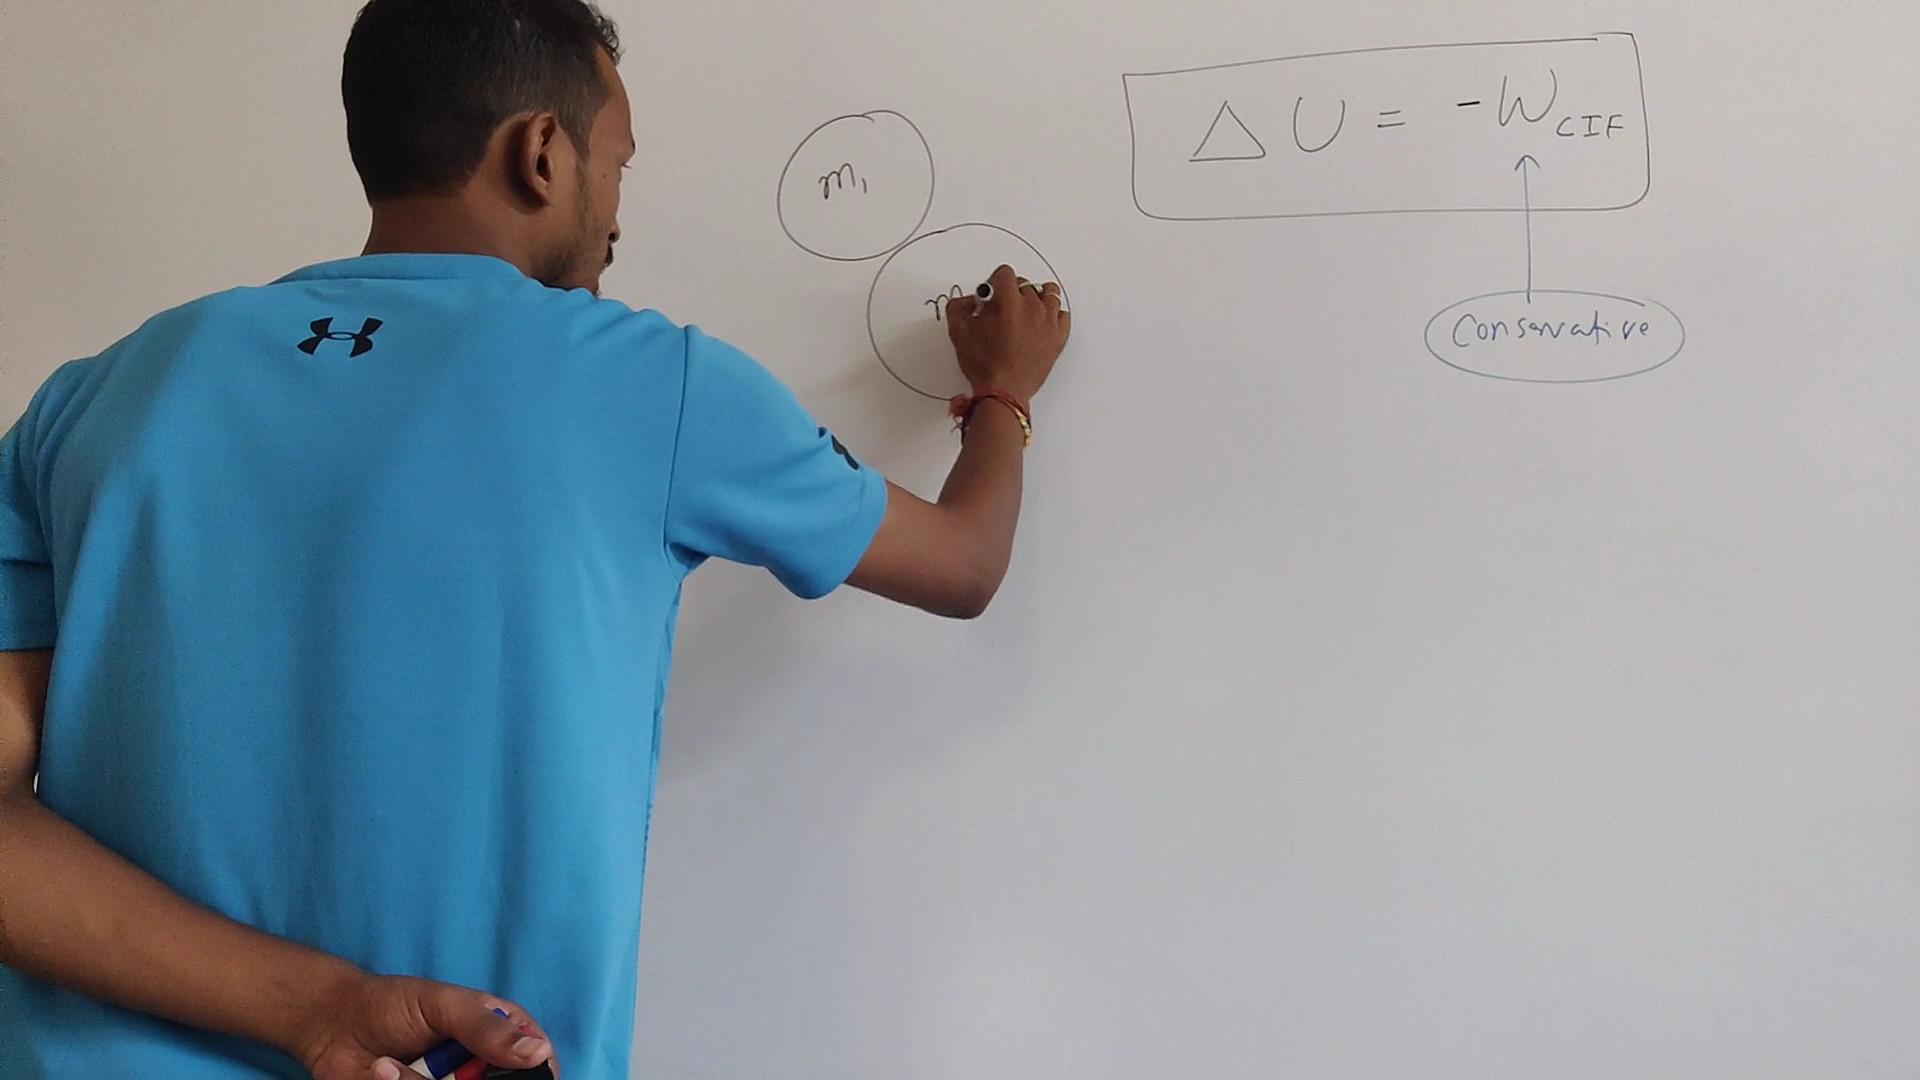 m₁
m
ΔU = -W_CIF
Conservative